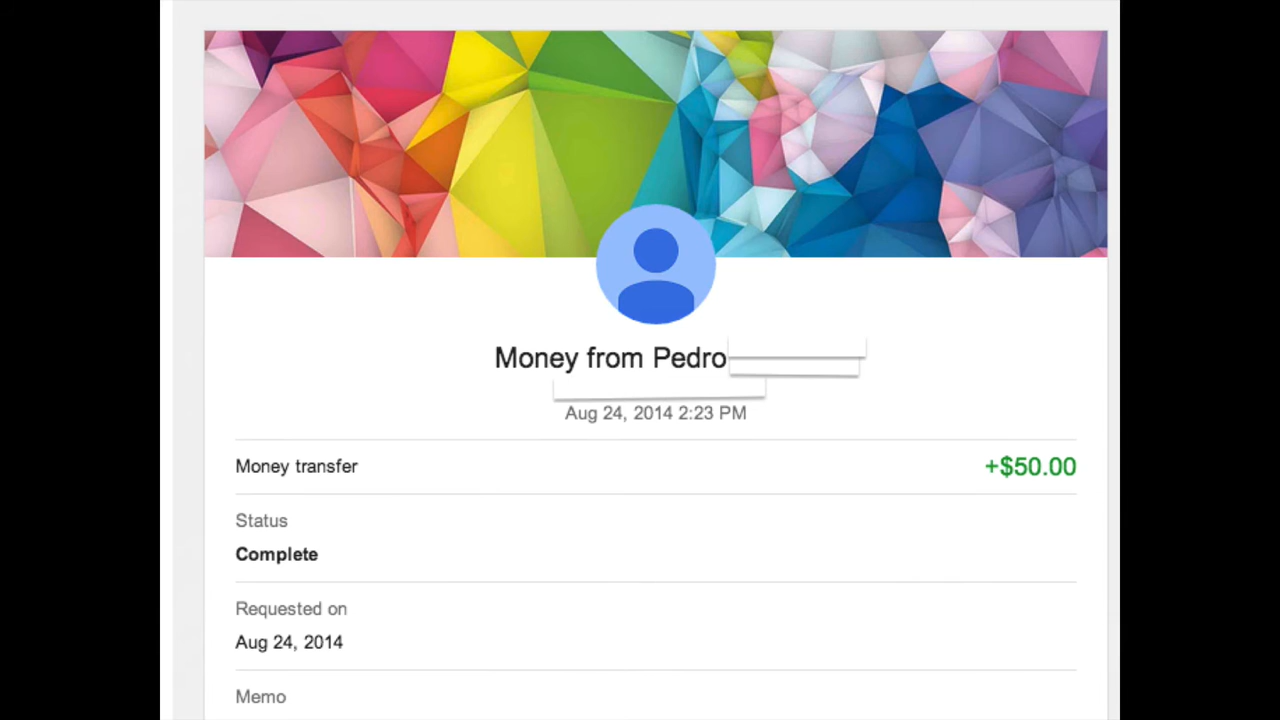 Money from Pedro
Aug 24, 2014 2:23 PM
Money transfer +$50.00
Status
Complete
Requested on
Aug 24, 2014
Memo